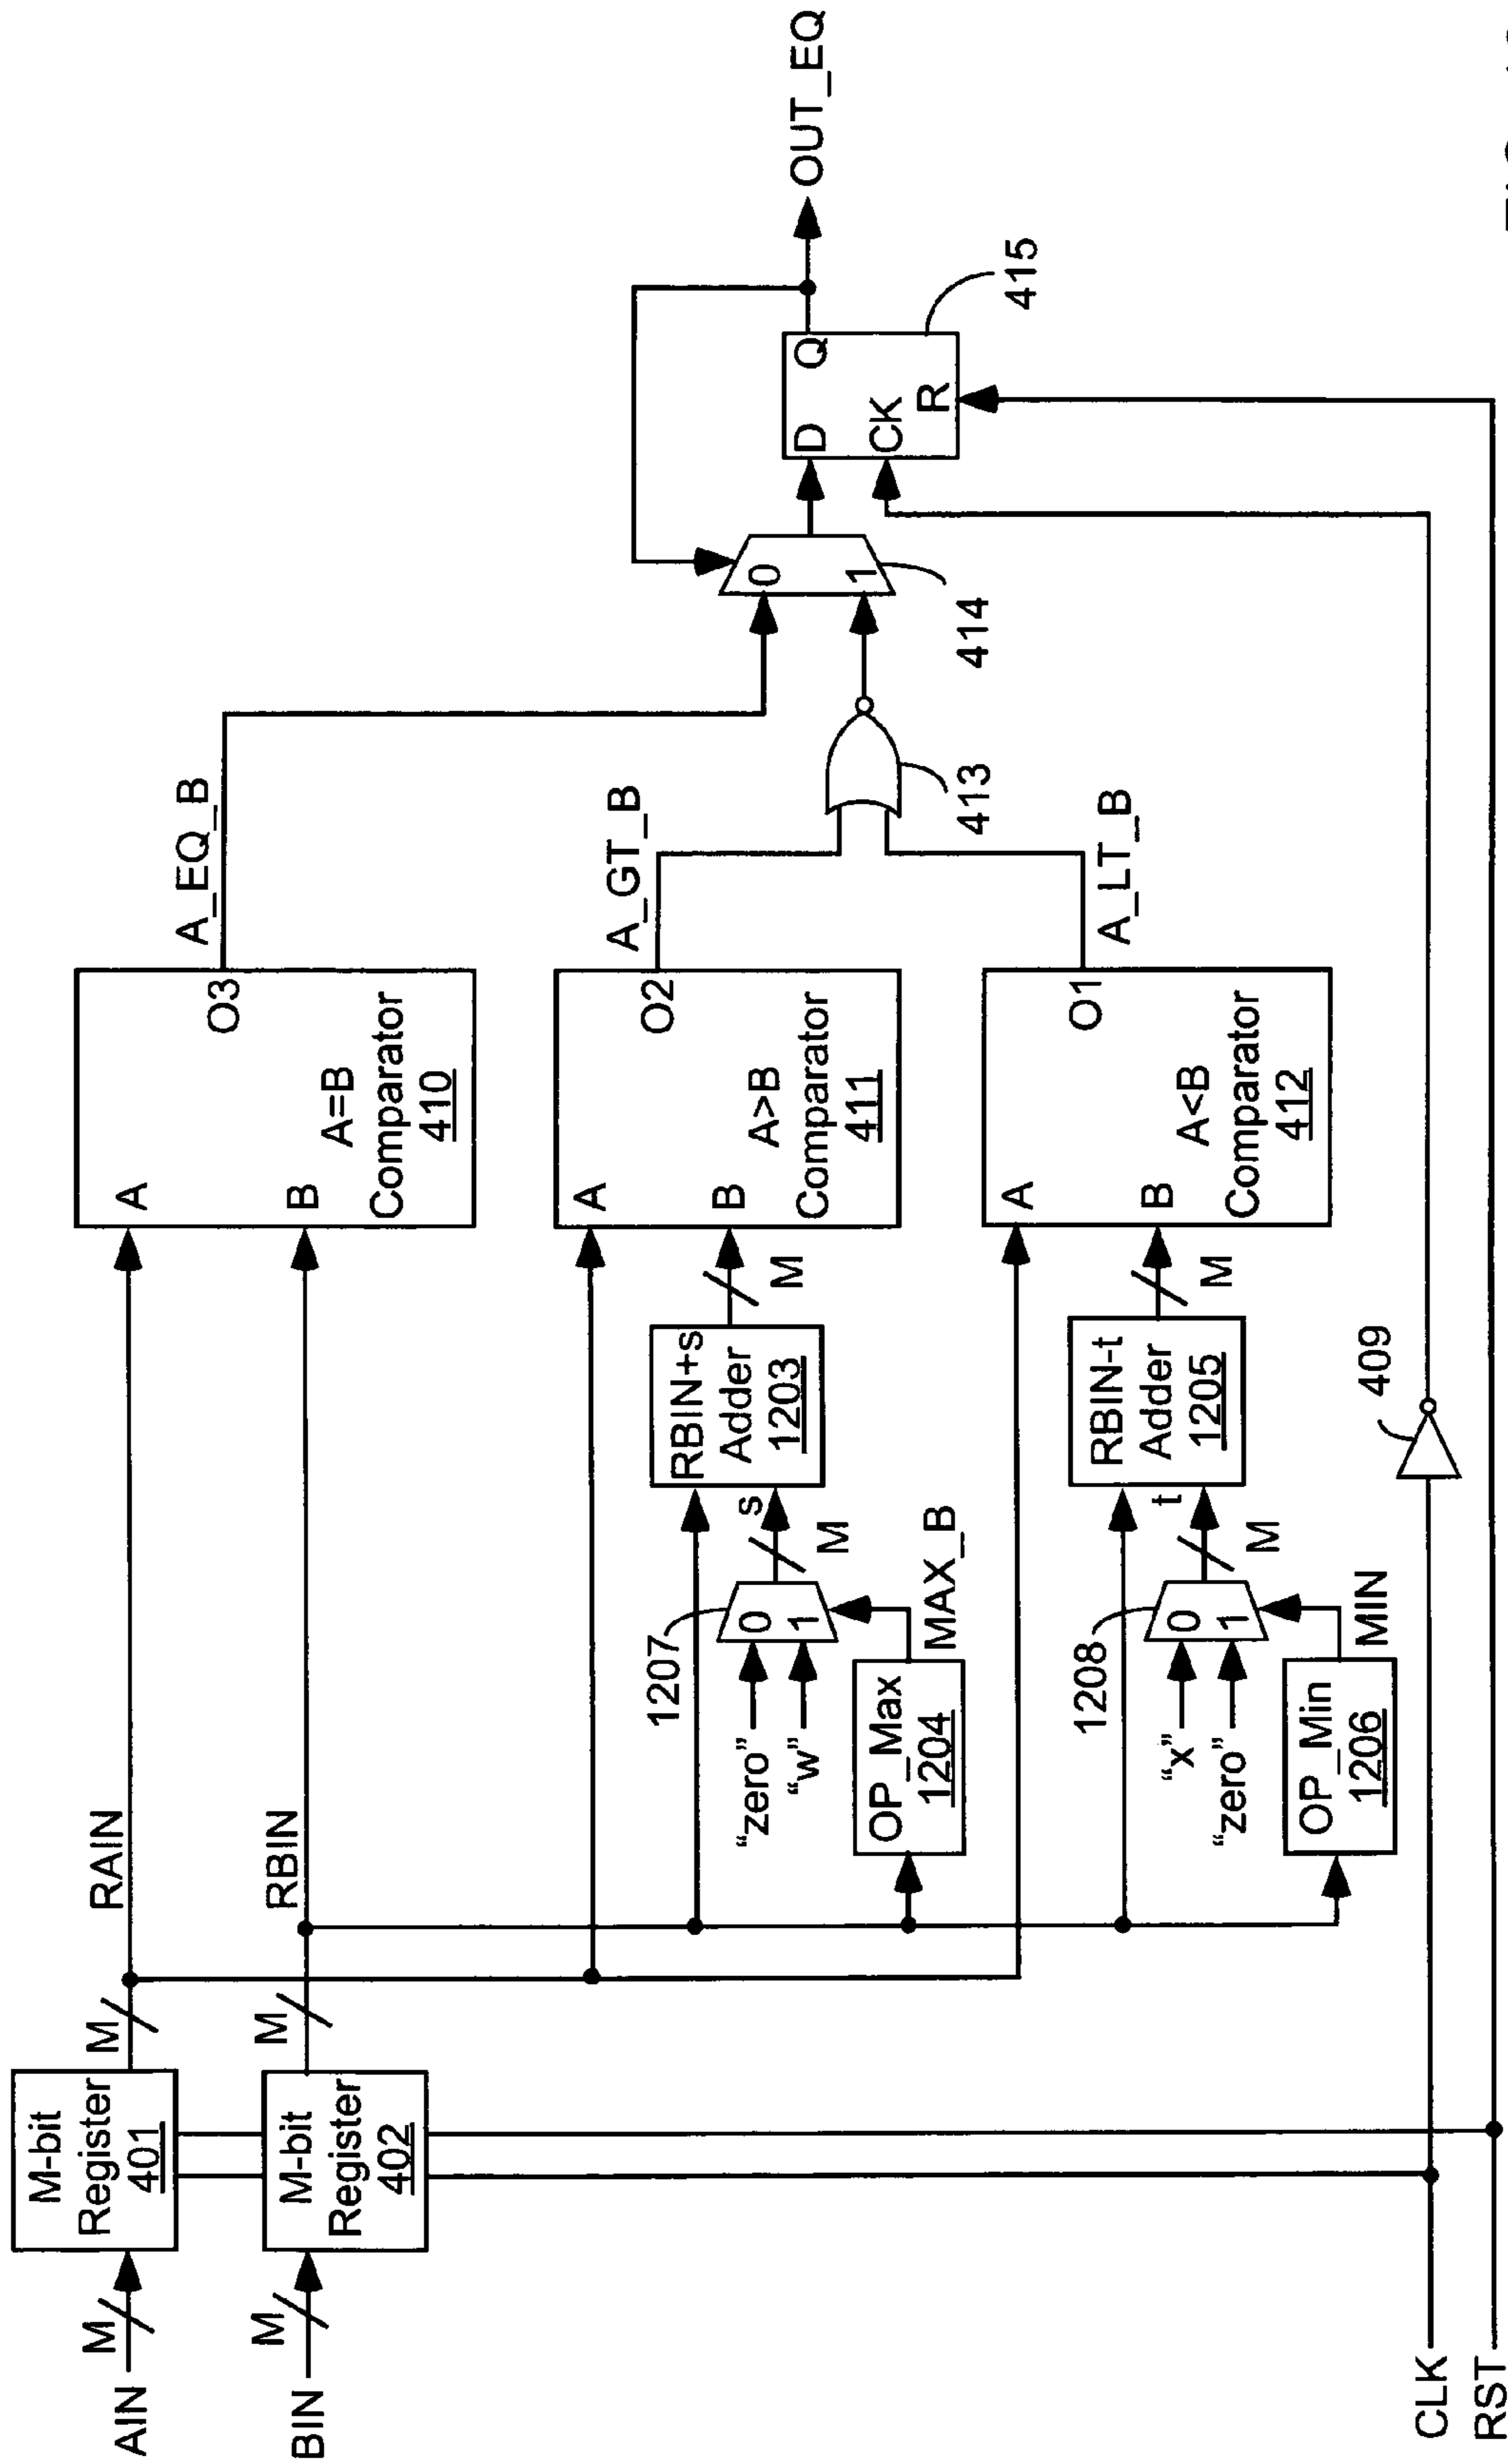 AIN
M
M-bit
Register
401
M
RAIN
BIN
M
M-bit
Register
402
M
RBIN
A
O3
A=B
Comparator
410
A_EQ_B
A
O2
B
A>B
Comparator
411
A_GT_B
B
A
O1
B
A<B
Comparator
412
A_LT_B
RBIN+s
Adder
1203
s
M
M
1207
0
1
"zero"
"w"
OP_Max
1204
MAX_B
RBIN-t
Adder
1205
t
M
M
1208
0
1
"x"
"zero"
OP_Min
1206
MIN
413
0
1
414
D
Q
CK
R
415
OUT_EQ
409
CLK
RST